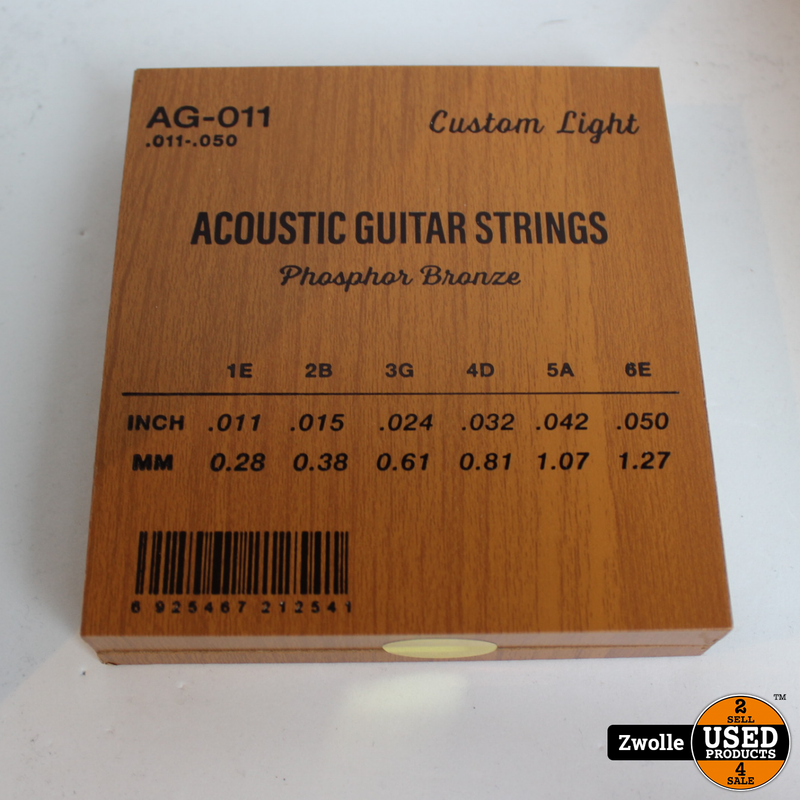 AG-011
.011-.050
Custom Light
ACOUSTIC GUITAR STRINGS
Phosphor Bronze
1E 2B 3G 4D 5A 6E
INCH .011 .015 .024 .032 .042 .050
MM 0.28 0.38 0.61 0.81 1.07 1.27
6 925467 212541
Zwolle
2
SELL
USED
PRODUCTS
4
SALE
TM